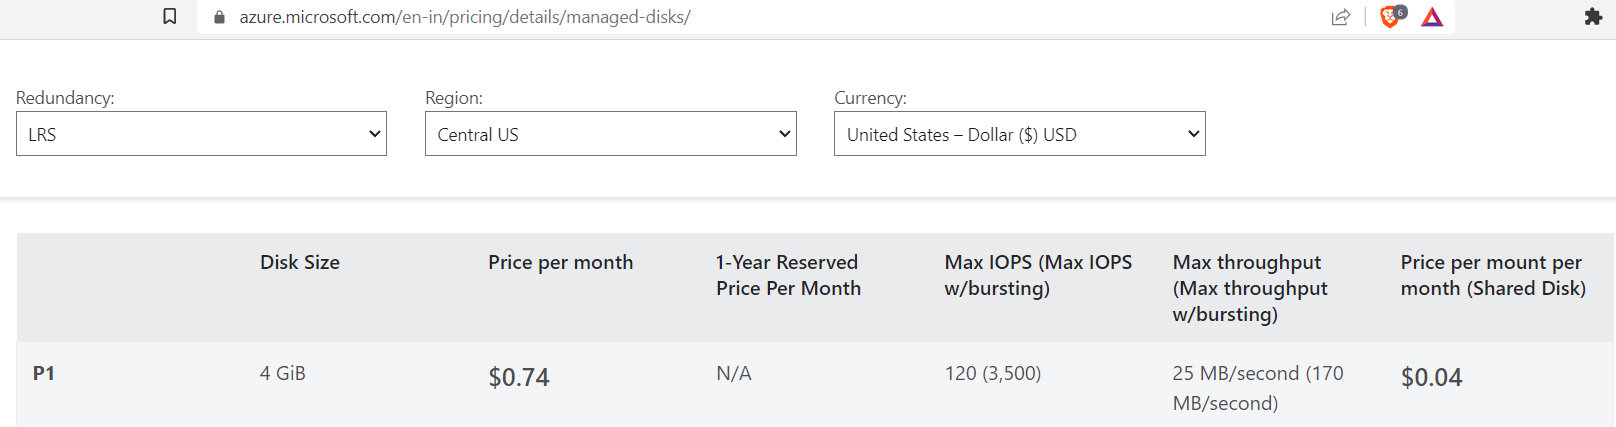 azure.microsoft.com/en-in/pricing/details/managed-disks/
6
Redundancy: Region: Currency:
LRS Central US United States – Dollar ($) USD
Disk Size Price per month 1-Year Reserved Max IOPS (Max IOPS Max throughput Price per mount per
Price Per Month w/bursting) (Max throughput month (Shared Disk)
w/bursting)
P1 4 GiB $0.74 N/A 120 (3,500) 25 MB/second (170 $0.04
MB/second)